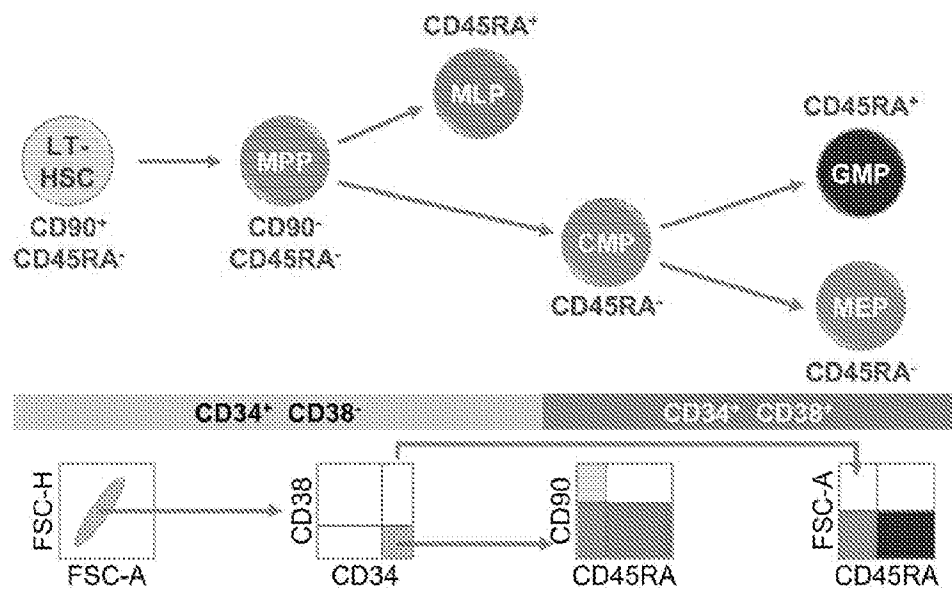 CD45RA⁺
MLP
CD45RA⁺
LT-
HSC
MPP
GMP
CD90⁺
CD45RA⁻
CD90⁻
CD45RA⁻
CMP
CD45RA⁻
MEP
CD45RA⁻
CD34⁺ CD38⁻
CD34⁺ CD38⁺
FSC-H
FSC-A
CD38
CD34
CD90
CD45RA
FSC-A
CD45RA